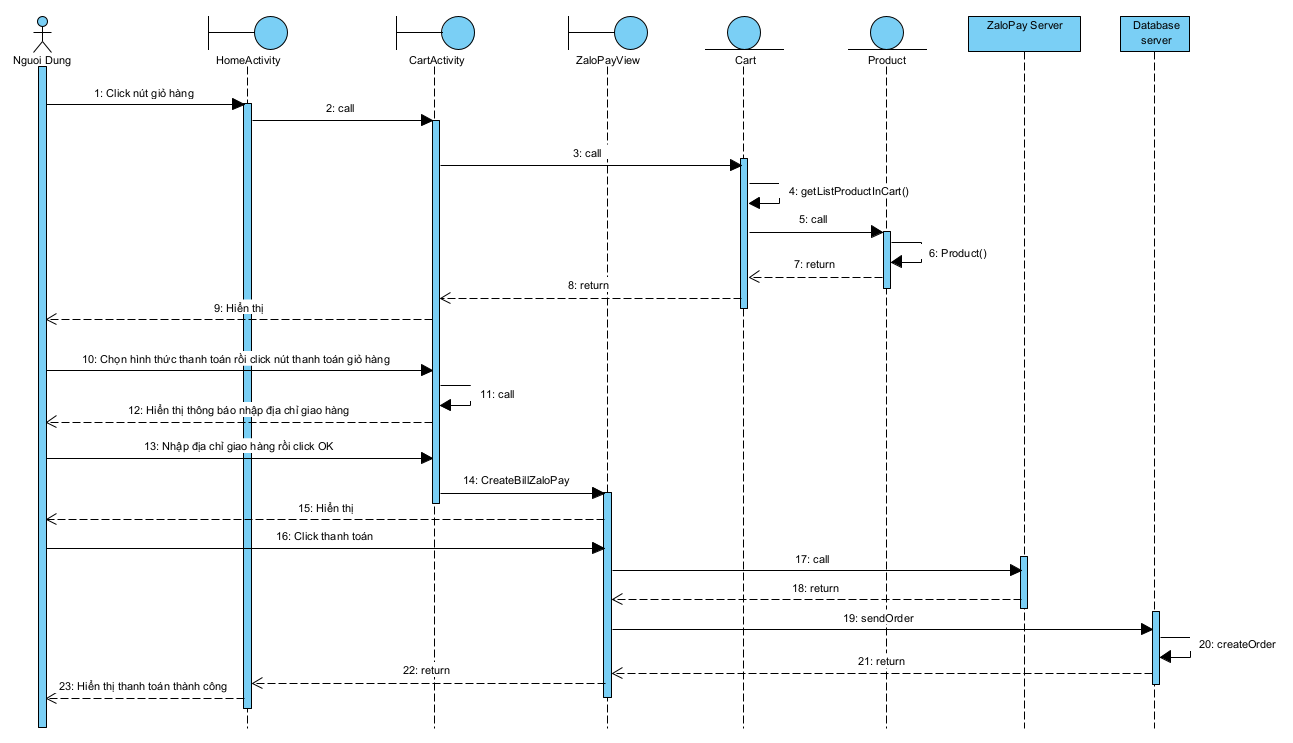 Nguoi Dung
HomeActivity
CartActivity
ZaloPayView
Cart
Product
ZaloPay Server
Database
server
1: Click nút giỏ hàng
2: call
3: call
4: getListProductInCart()
5: call
6: Product()
7: return
8: return
9: Hiển thị
10: Chọn hình thức thanh toán rồi click nút thanh toán giỏ hàng
11: call
12: Hiển thị thông báo nhập địa chỉ giao hàng
13: Nhập địa chỉ giao hàng rồi click OK
14: CreateBillZaloPay
15: Hiển thị
16: Click thanh toán
17: call
18: return
19: sendOrder
20: createOrder
21: return
22: return
23: Hiển thị thanh toán thành công